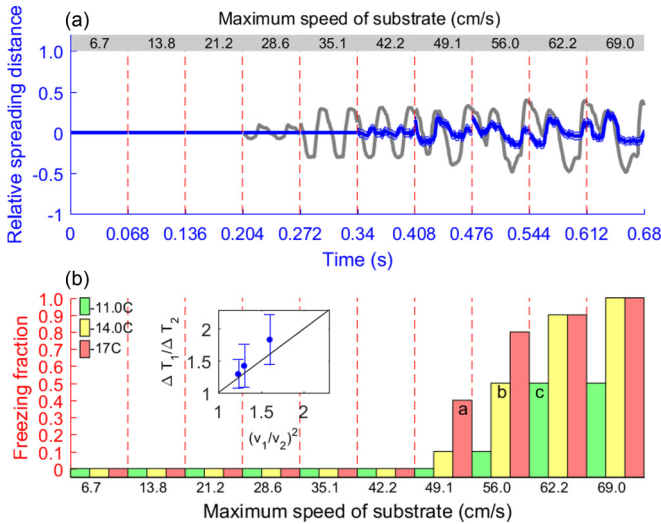 (a)
Maximum speed of substrate (cm/s)
6.7 13.8 21.2 28.6 35.1 42.2 49.1 56.0 62.2 69.0
Relative spreading distance
1.0
0.5
0
-0.5
-1
0 0.068 0.136 0.204 0.272 0.34 0.408 0.476 0.544 0.612 0.68
Time (s)
(b)
Freezing fraction
1.0
0.9
0.8
0.7
0.6
0.5
0.4
0.3
0.2
0.1
0
-11.0C
-14.0C
-17C
Δ T1/Δ T2
2
1.5
1
1 1.5 2
(v1/v2)2
a
b
c
6.7 13.8 21.2 28.6 35.1 42.2 49.1 56.0 62.2 69.0
Maximum speed of substrate (cm/s)